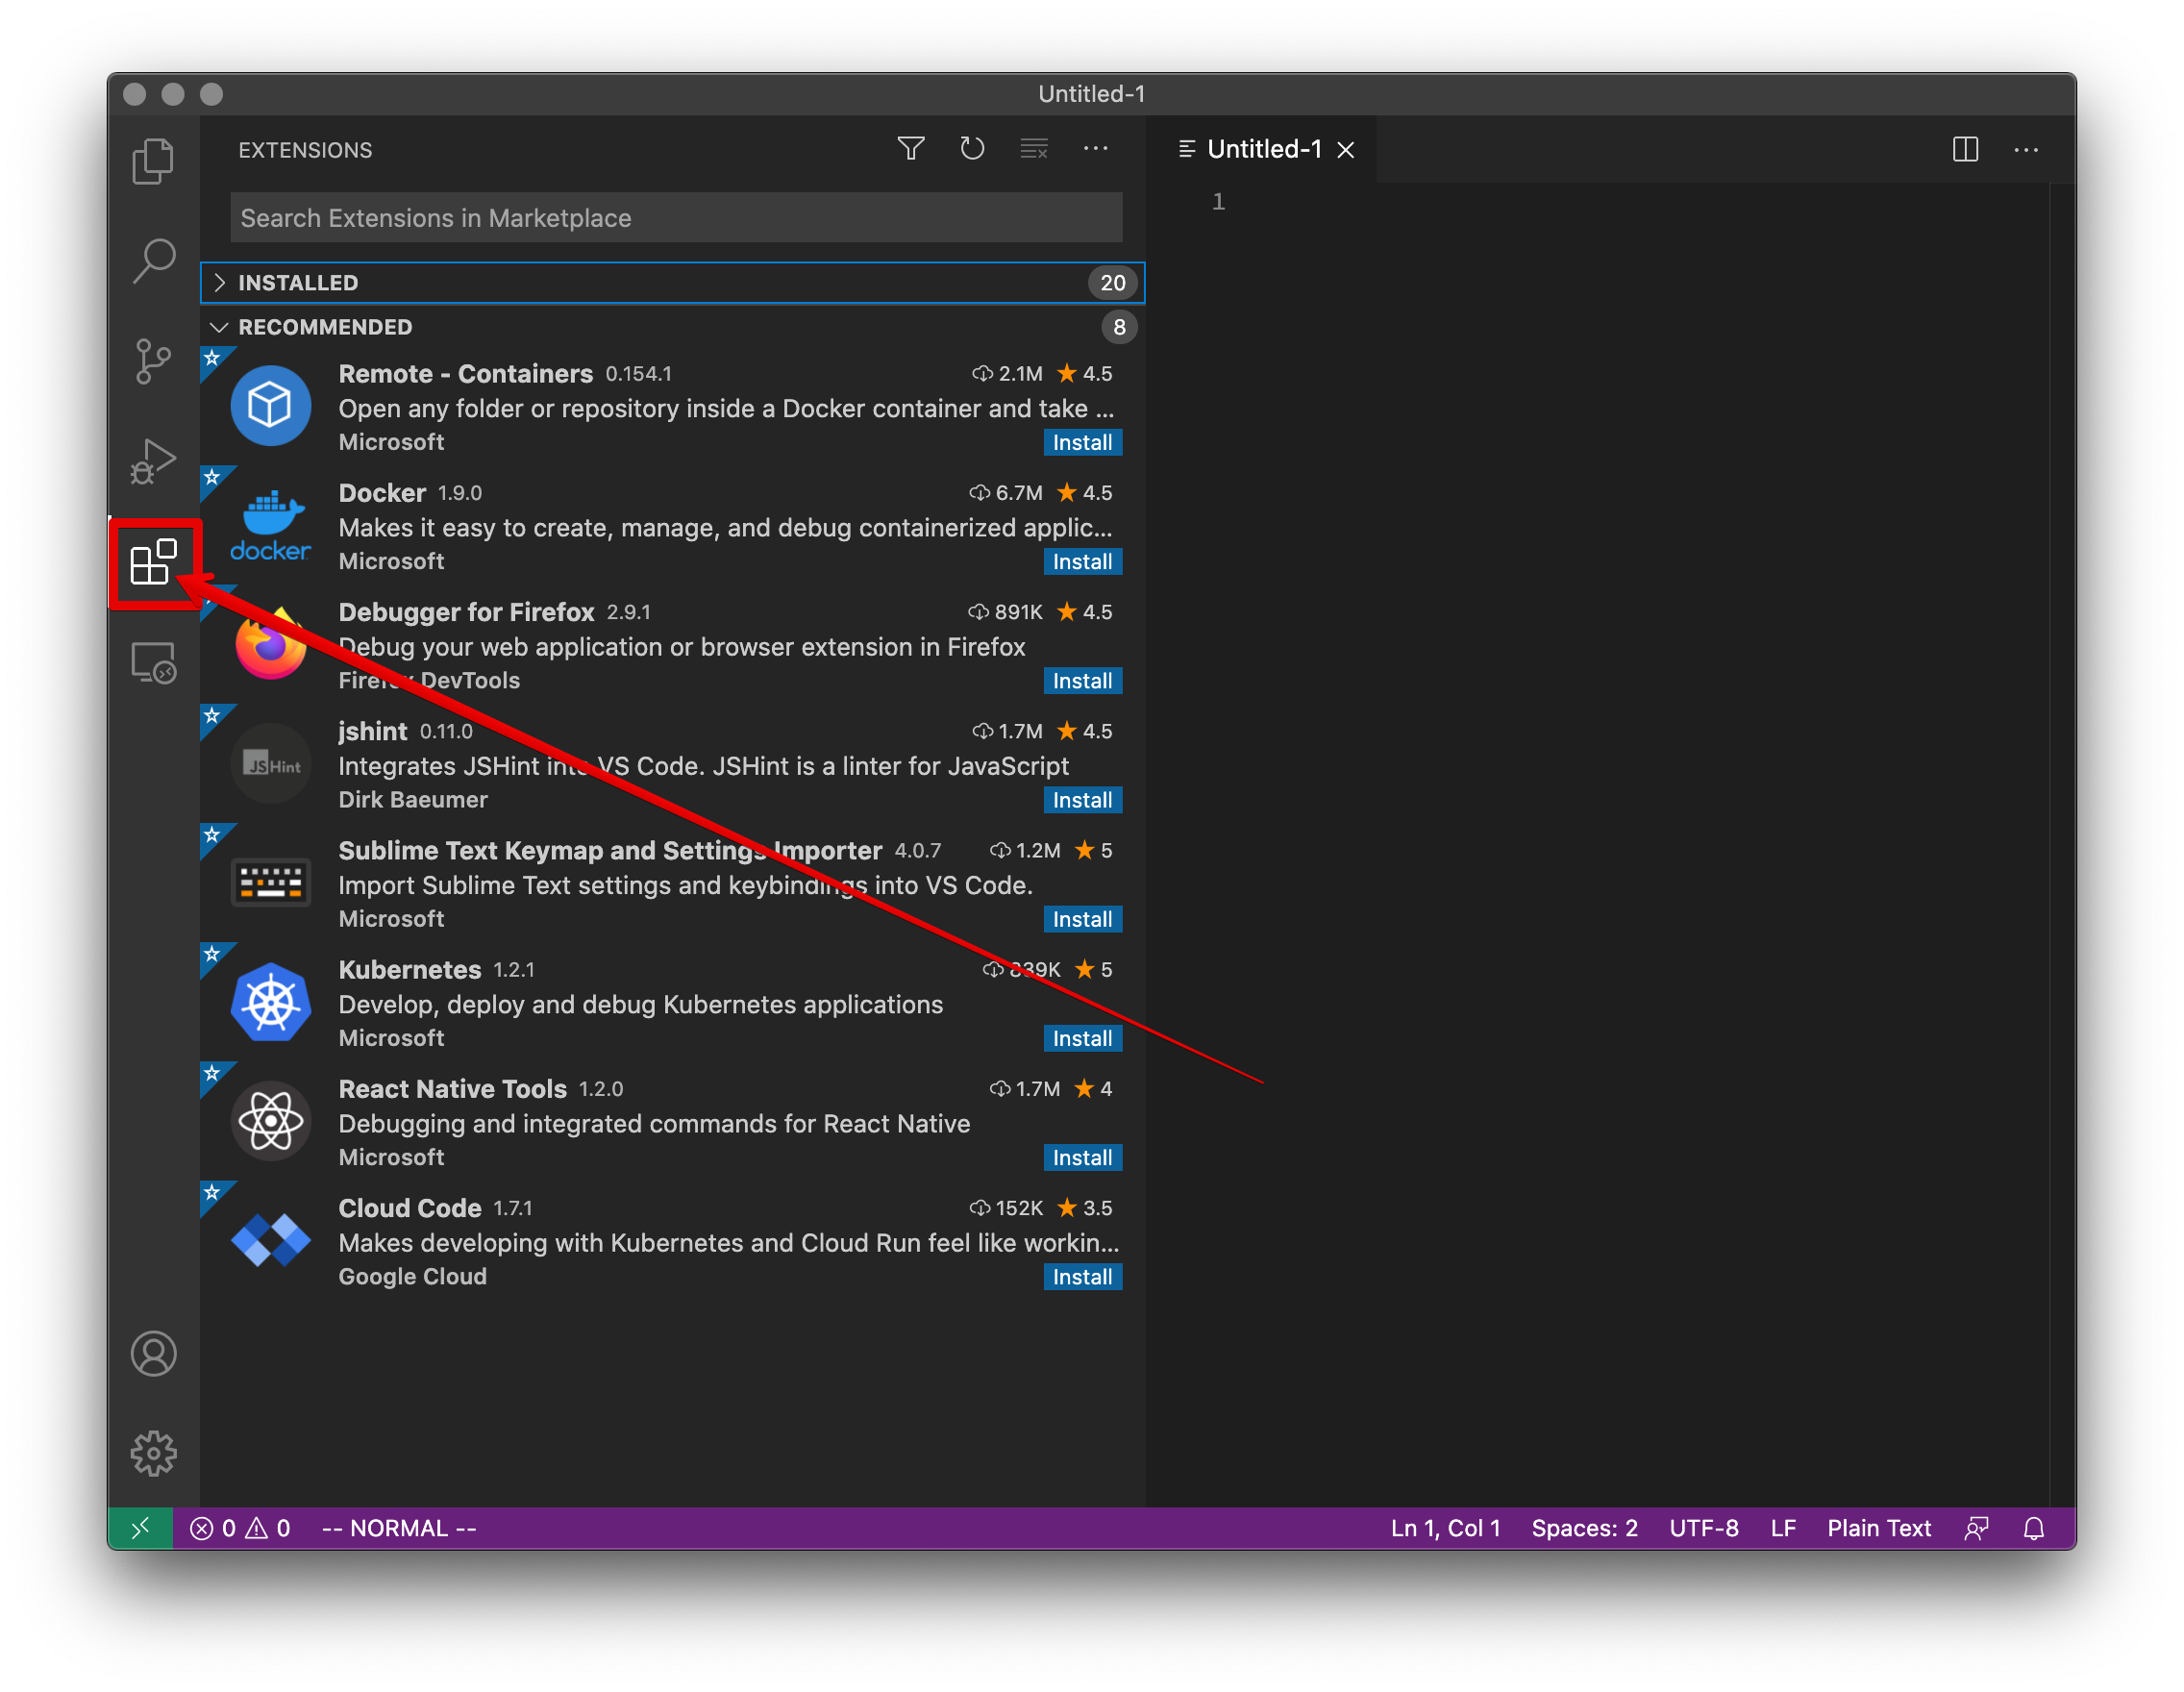 Untitled-1
EXTENSIONS
Search Extensions in Marketplace
INSTALLED 20
RECOMMENDED 8
Remote - Containers 0.154.1 2.1M 4.5
Open any folder or repository inside a Docker container and take ...
Microsoft Install
docker
Docker 1.9.0 6.7M 4.5
Makes it easy to create, manage, and debug containerized applic...
Microsoft Install
Debugger for Firefox 2.9.1 891K 4.5
Debug your web application or browser extension in Firefox
Firefox DevTools Install
JSHint
jshint 0.11.0 1.7M 4.5
Integrates JSHint into VS Code. JSHint is a linter for JavaScript
Dirk Baeumer Install
Sublime Text Keymap and Settings Importer 4.0.7 1.2M 5
Import Sublime Text settings and keybindings into VS Code.
Microsoft Install
Kubernetes 1.2.1 839K 5
Develop, deploy and debug Kubernetes applications
Microsoft Install
React Native Tools 1.2.0 1.7M 4
Debugging and integrated commands for React Native
Microsoft Install
Cloud Code 1.7.1 152K 3.5
Makes developing with Kubernetes and Cloud Run feel like workin...
Google Cloud Install
Untitled-1
1
0 0 -- NORMAL -- Ln 1, Col 1 Spaces: 2 UTF-8 LF Plain Text